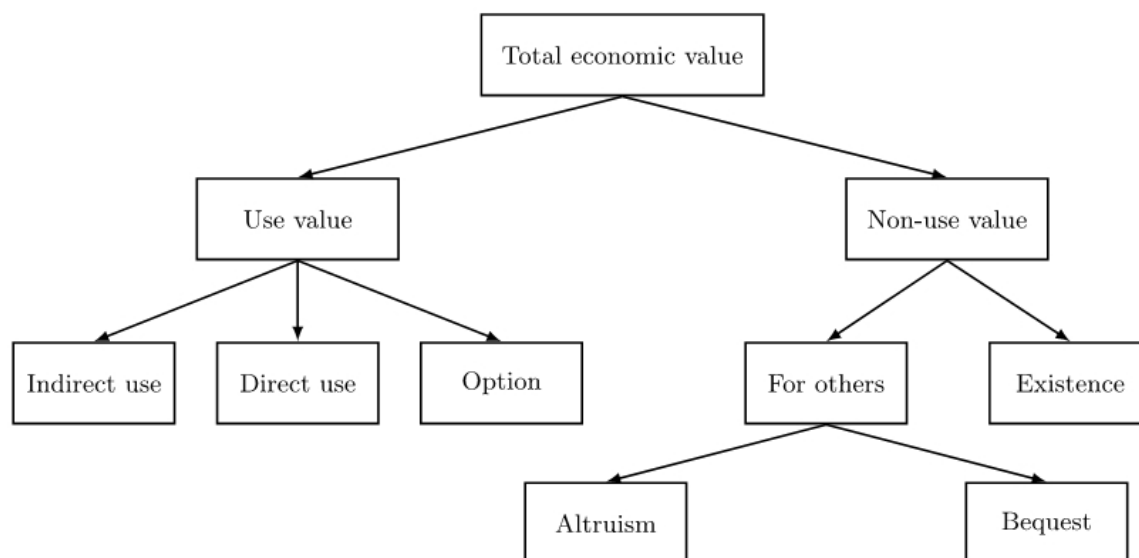 Total economic value
Use value
Non-use value
Indirect use
Direct use
Option
For others
Existence
Altruism
Bequest